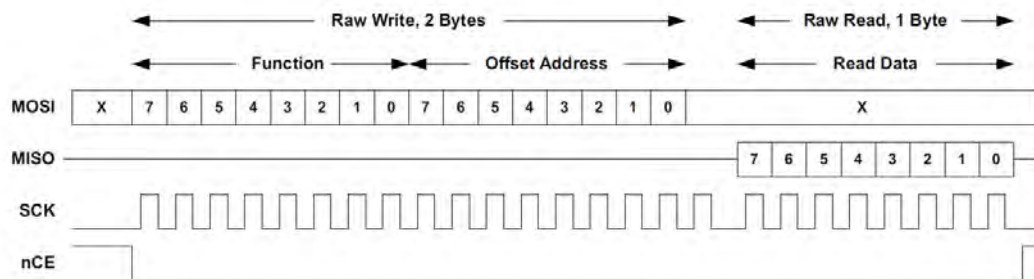 Raw Write, 2 Bytes Raw Read, 1 Byte
Function Offset Address Read Data
MOSI X 7 6 5 4 3 2 1 0 7 6 5 4 3 2 1 0 X
MISO 7 6 5 4 3 2 1 0
SCK
nCE